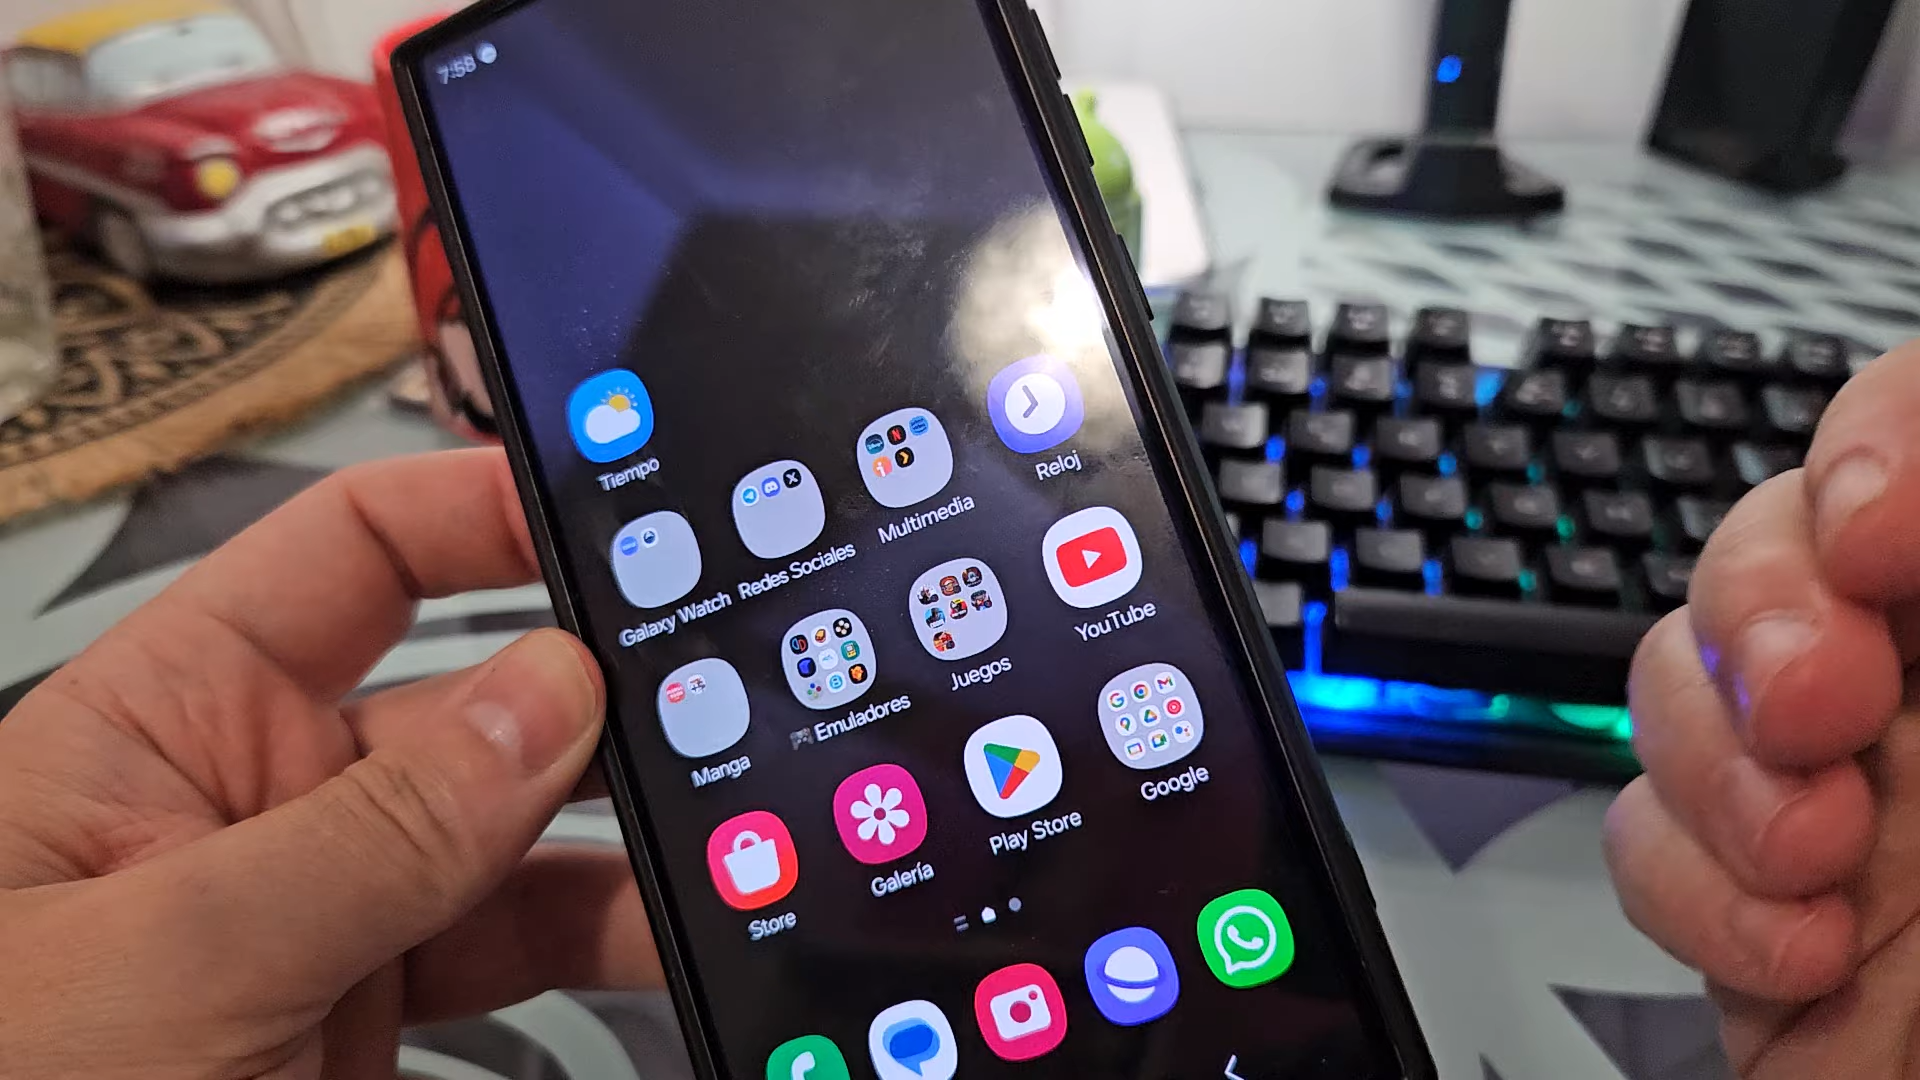 7:58
Tiempo
Galaxy Watch
Redes Sociales
Multimedia
Reloj
Manga
🎮 Emuladores
Juegos
YouTube
Store
Galería
Play Store
Google